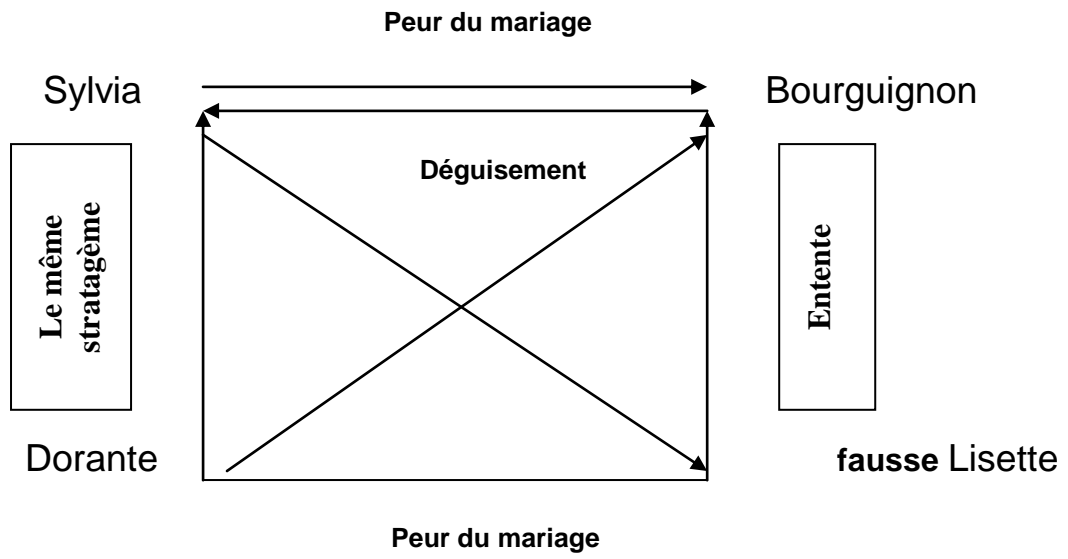 Peur du mariage
Sylvia
Bourguignon
Déguisement
Le même
stratagème
Entente
Dorante
fausse Lisette
Peur du mariage